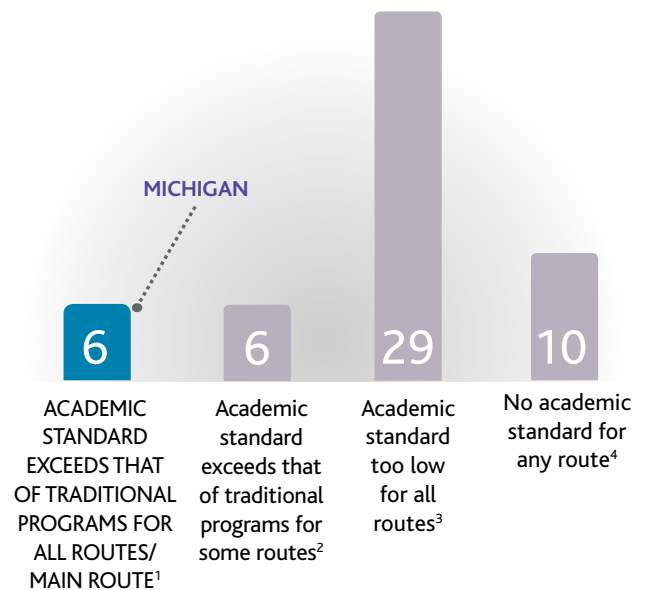 MICHIGAN
6
6
29
10
ACADEMIC
STANDARD
EXCEEDS THAT
OF TRADITIONAL
PROGRAMS FOR
ALL ROUTES/
MAIN ROUTE¹
Academic
standard
exceeds that
of traditional
programs for
some routes²
Academic
standard
too low
for all
routes³
No academic
standard for
any route⁴